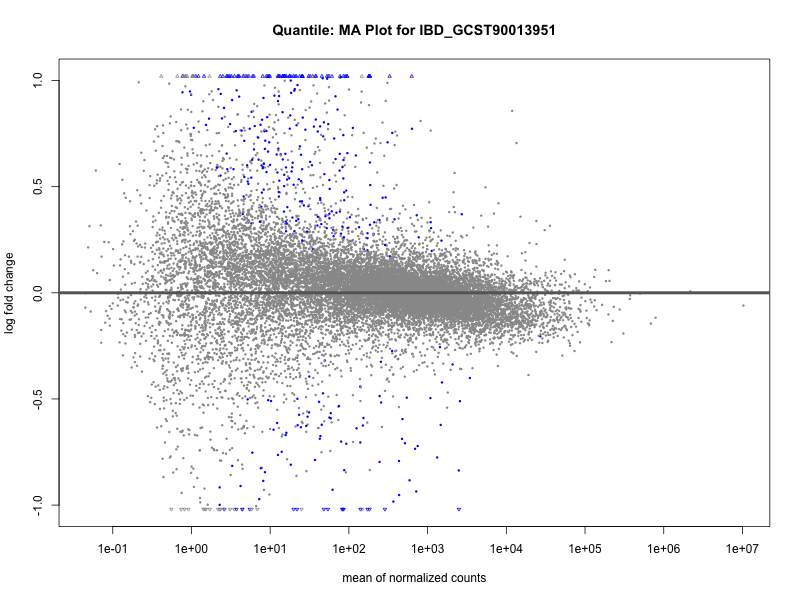 Quantile: MA Plot for IBD_GCST90013951
log fold change
1.0
0.5
0.0
-0.5
-1.0
1e-01 1e+00 1e+01 1e+02 1e+03 1e+04 1e+05 1e+06 1e+07
mean of normalized counts